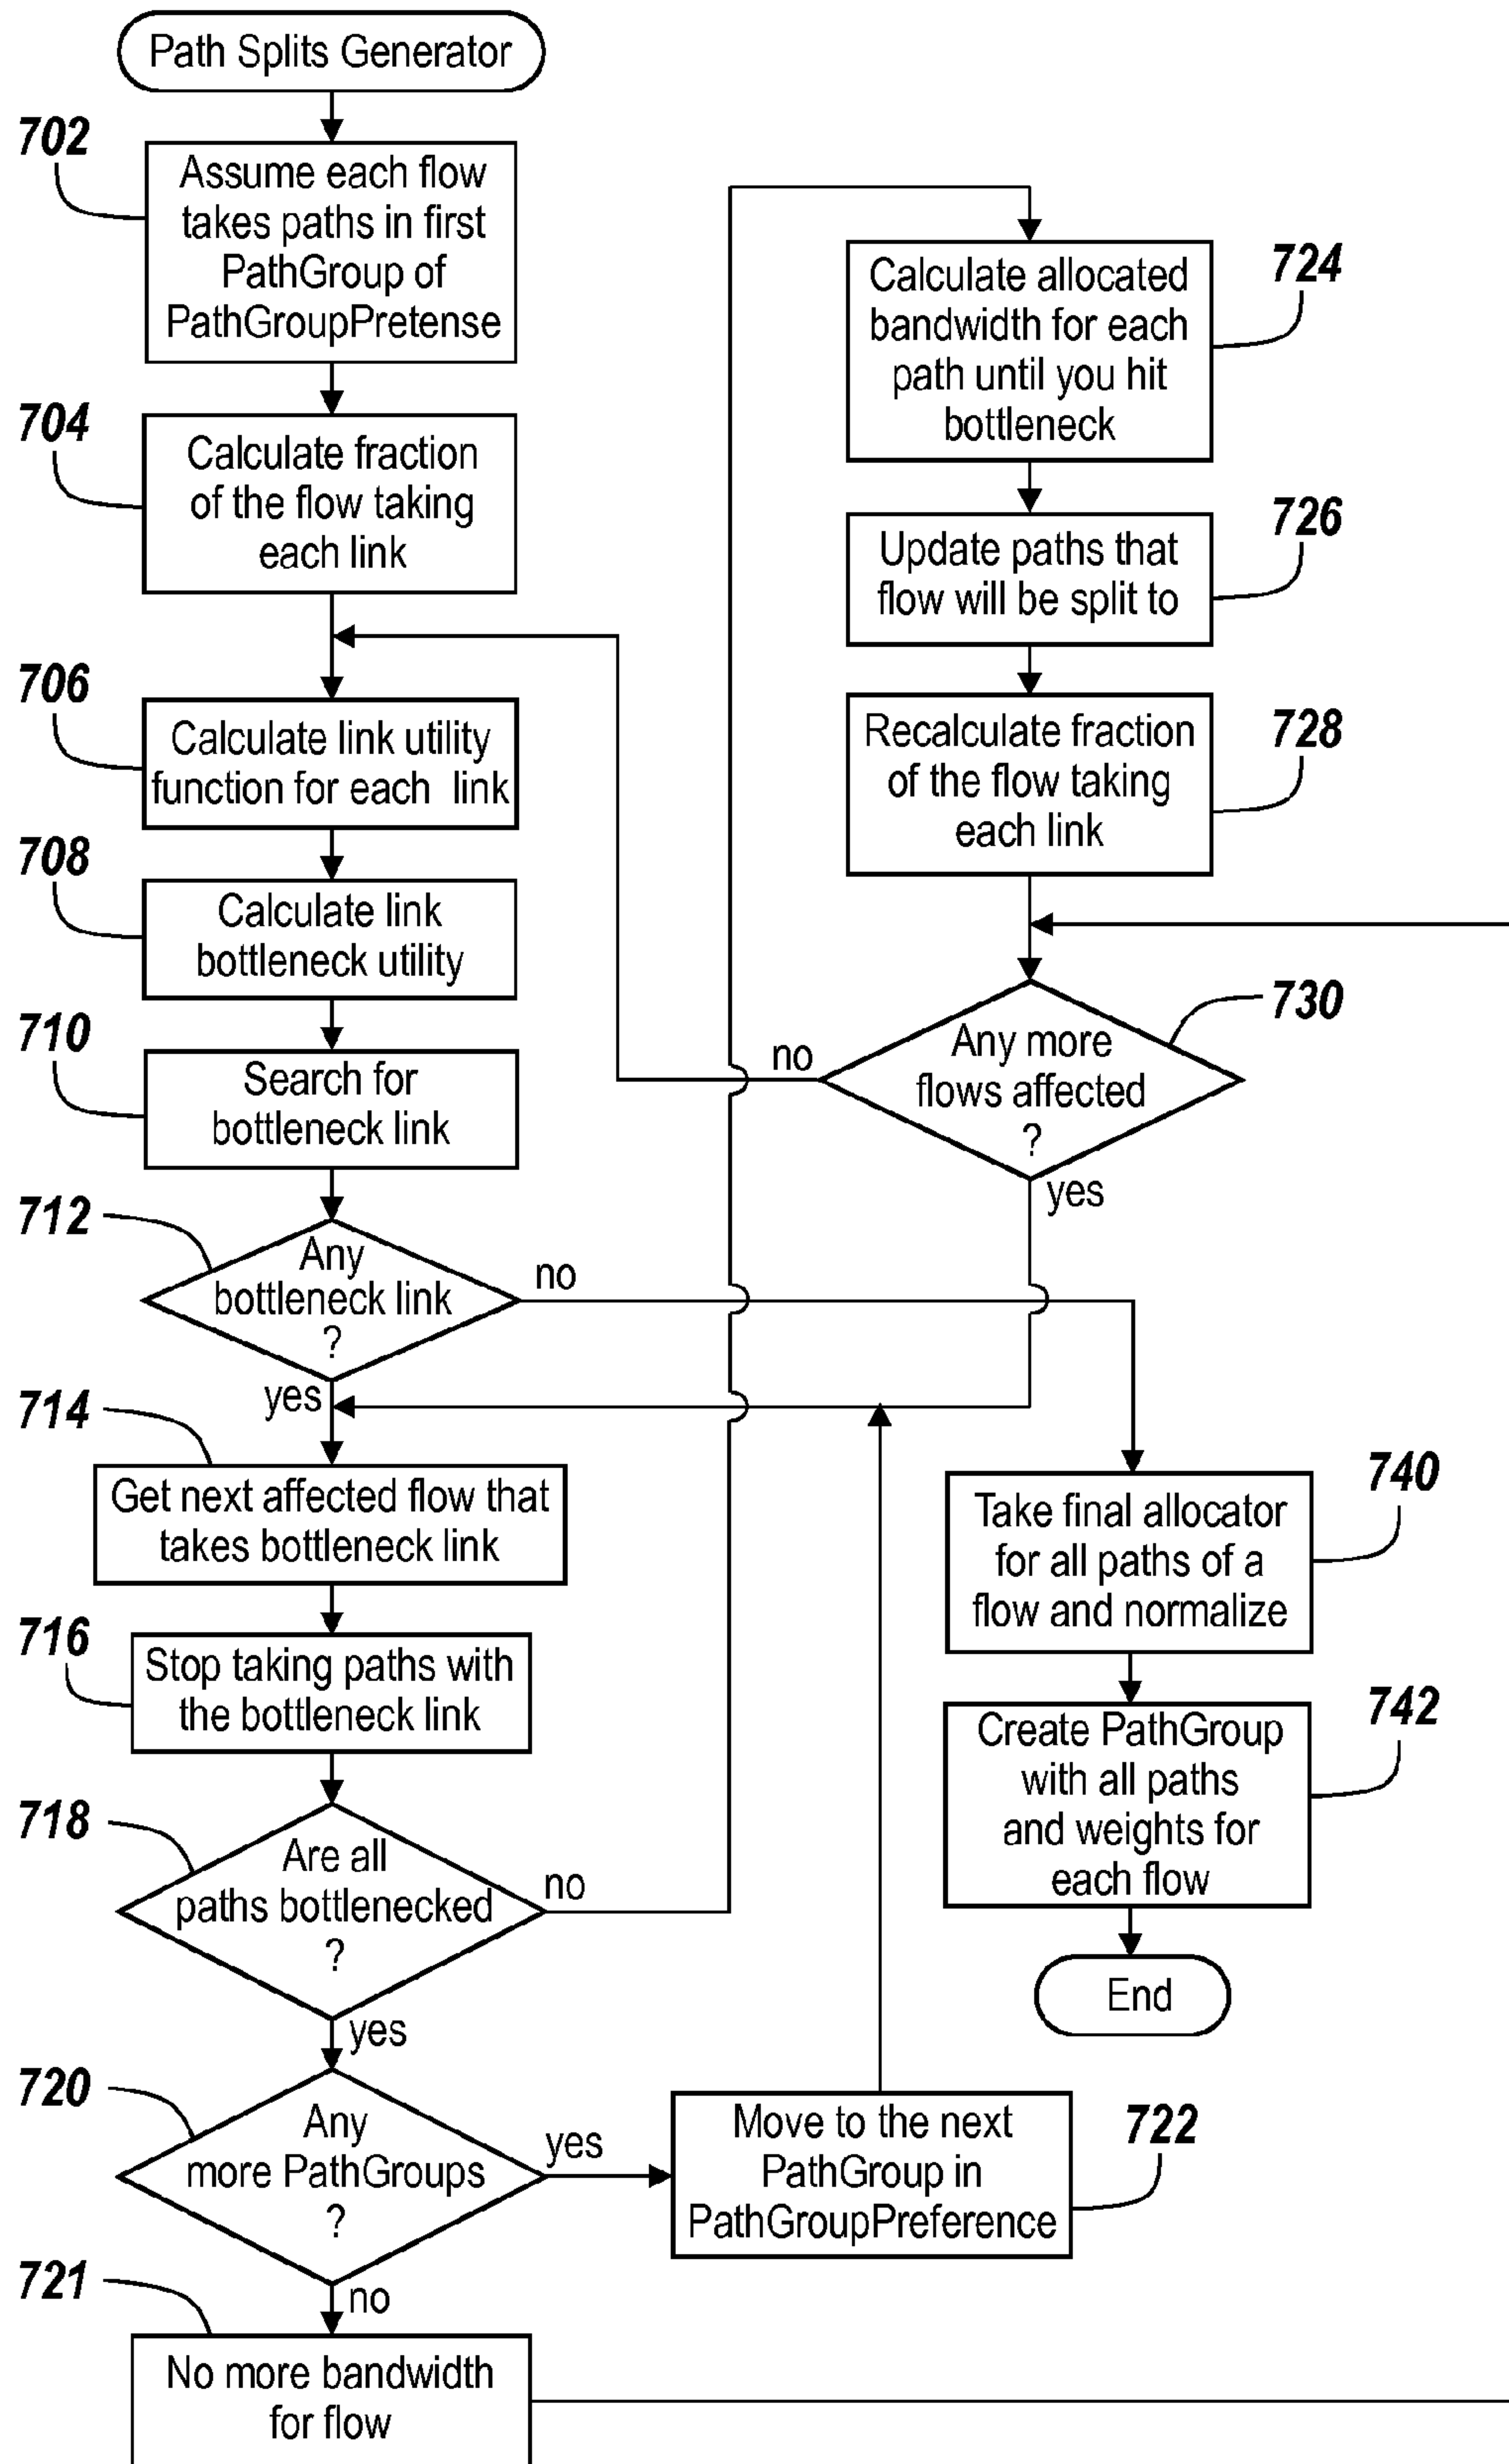 Path Splits Generator
702
Assume each flow
takes paths in first
PathGroup of
PathGroupPretense
704
Calculate fraction
of the flow taking
each link
706
Calculate link utility
function for each link
708
Calculate link
bottleneck utility
710
Search for
bottleneck link
712
Any
bottleneck link
?
no
yes
714
Get next affected flow that
takes bottleneck link
716
Stop taking paths with
the bottleneck link
718
Are all
paths bottlenecked
?
no
yes
720
Any
more PathGroups
?
yes
no
721
No more bandwidth
for flow
722
Move to the next
PathGroup in
PathGroupPreference
724
Calculate allocated
bandwidth for each
path until you hit
bottleneck
726
Update paths that
flow will be split to
728
Recalculate fraction
of the flow taking
each link
730
Any more
flows affected
?
no
yes
740
Take final allocator
for all paths of a
flow and normalize
742
Create PathGroup
with all paths
and weights for
each flow
End